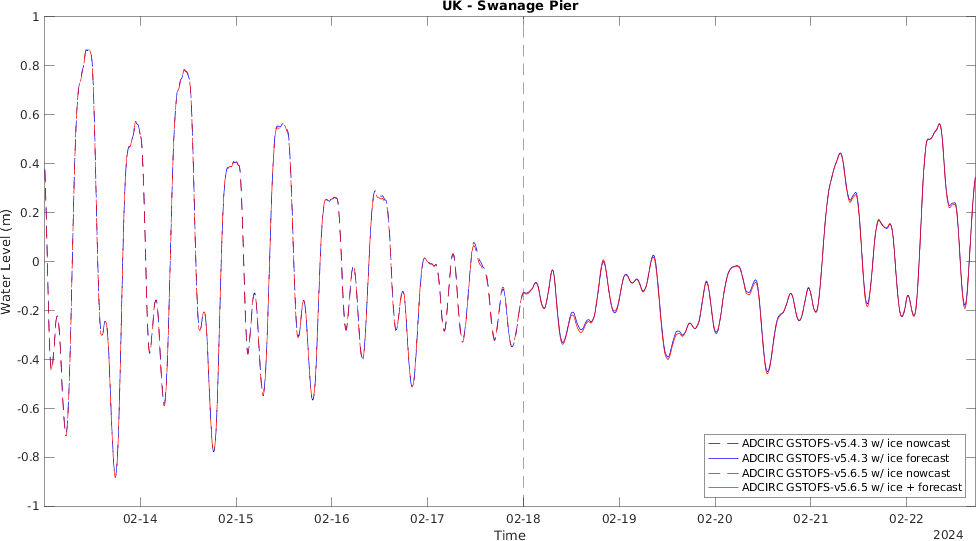 UK - Swanage Pier
1
0.8
0.6
0.4
0.2
0
-0.2
-0.4
-0.6
-0.8
-1
Water Level (m)
02-14 02-15 02-16 02-17 02-18 02-19 02-20 02-21 02-22
Time
2024
ADCIRC GSTOFS-v5.4.3 w/ ice nowcast
ADCIRC GSTOFS-v5.4.3 w/ ice forecast
ADCIRC GSTOFS-v5.6.5 w/ ice nowcast
ADCIRC GSTOFS-v5.6.5 w/ ice + forecast